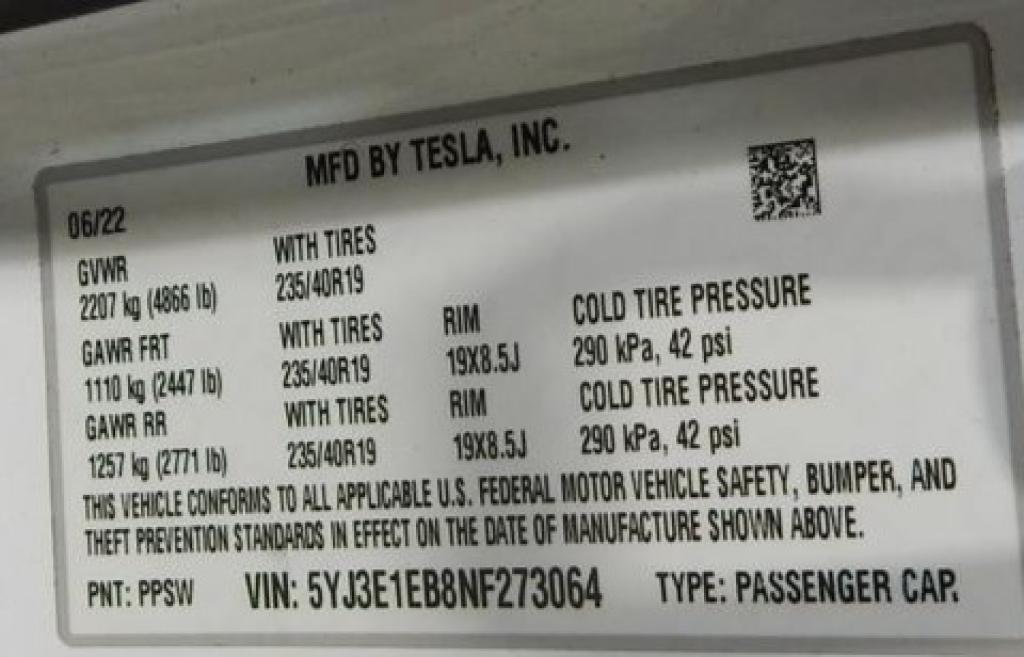 MFD BY TESLA, INC.
06/22
GVWR WITH TIRES
2207 kg (4866 lb) 235/40R19
GAWR FRT WITH TIRES RIM COLD TIRE PRESSURE
1110 kg (2447 lb) 235/40R19 19X8.5J 290 kPa, 42 psi
GAWR RR WITH TIRES RIM COLD TIRE PRESSURE
1257 kg (2771 lb) 235/40R19 19X8.5J 290 kPa, 42 psi
THIS VEHICLE CONFORMS TO ALL APPLICABLE U.S. FEDERAL MOTOR VEHICLE SAFETY, BUMPER, AND
THEFT PREVENTION STANDARDS IN EFFECT ON THE DATE OF MANUFACTURE SHOWN ABOVE.
PNT: PPSW VIN: 5YJ3E1EB8NF273064 TYPE: PASSENGER CAP.